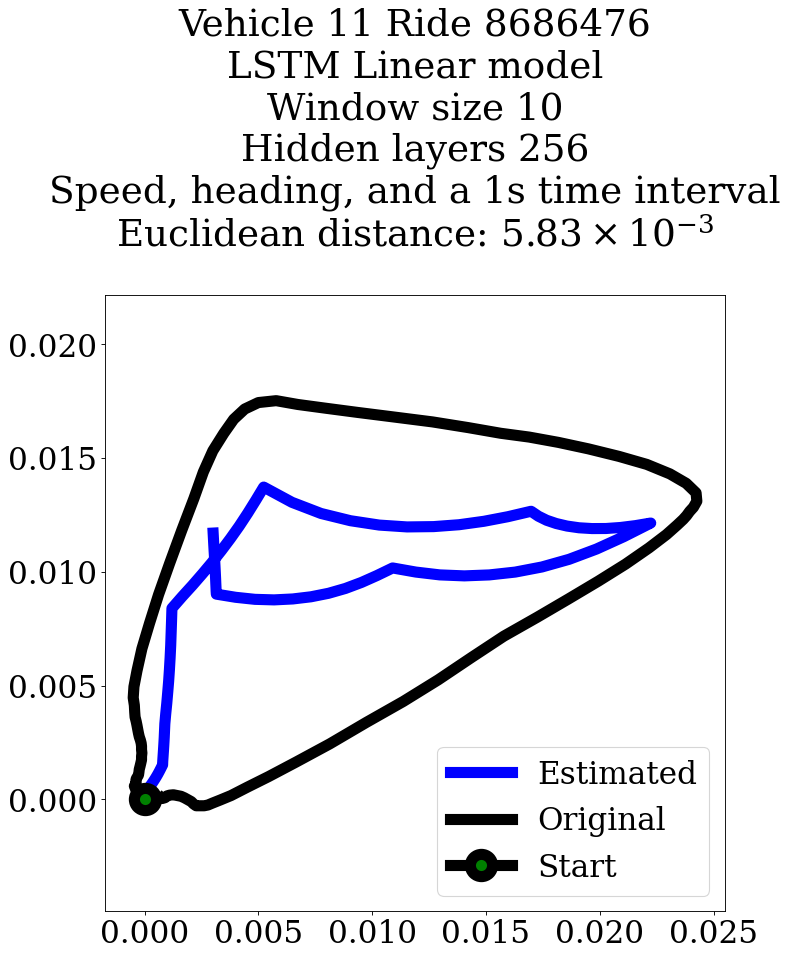 Vehicle 11 Ride 8686476
LSTM Linear model
Window size 10
Hidden layers 256
Speed, heading, and a 1s time interval
Euclidean distance: 5.83 × 10⁻³
0.020
0.015
0.010
0.005
0.000
Estimated
Original
Start
0.000 0.005 0.010 0.015 0.020 0.025